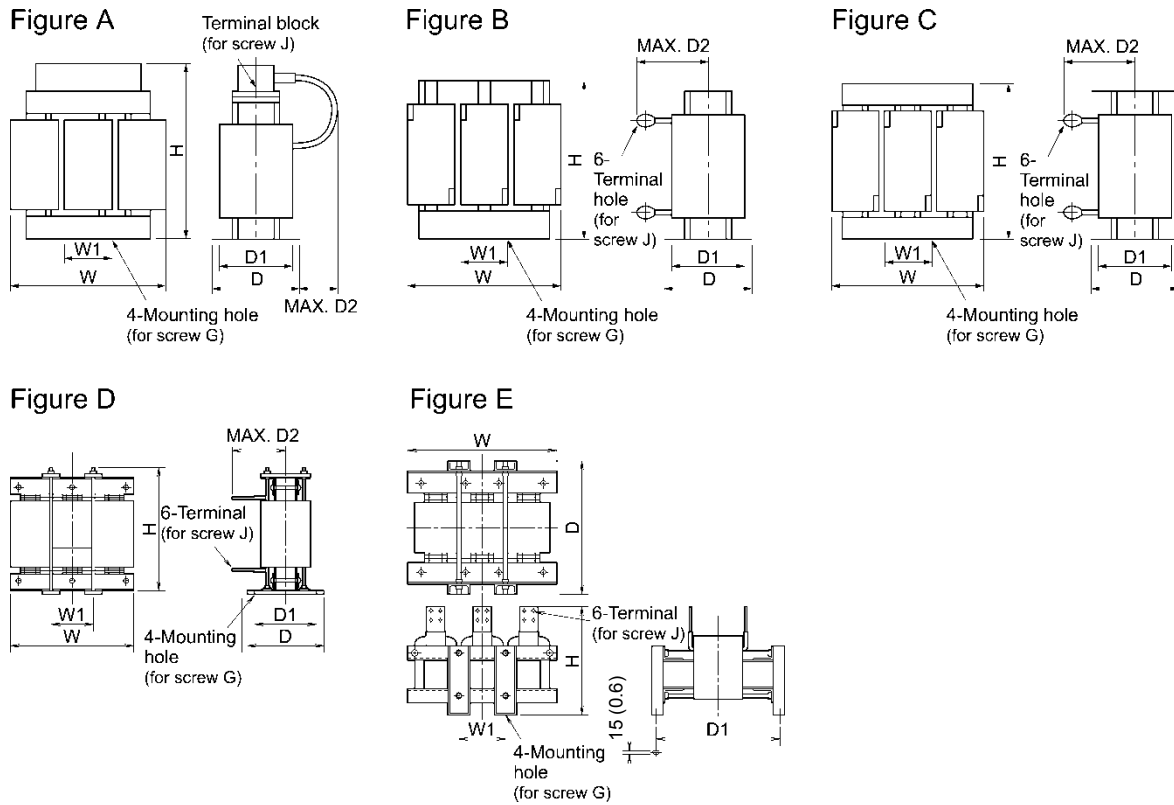 Figure A
Terminal block
(for screw J)
H
W1
W
D1
D
MAX. D2
4-Mounting hole
(for screw G)
Figure B
MAX. D2
H
6-
Terminal
hole
(for
screw J)
W1
W
D1
D
4-Mounting hole
(for screw G)
Figure C
MAX. D2
H
6-
Terminal
hole
(for
screw J)
W1
W
D1
D
4-Mounting hole
(for screw G)
Figure D
MAX. D2
H
6-Terminal
(for screw J)
W1
W
D1
D
4-Mounting
hole
(for screw G)
Figure E
W
D
6-Terminal
(for screw J)
H
W1
4-Mounting
hole
(for screw G)
15 (0.6)
D1